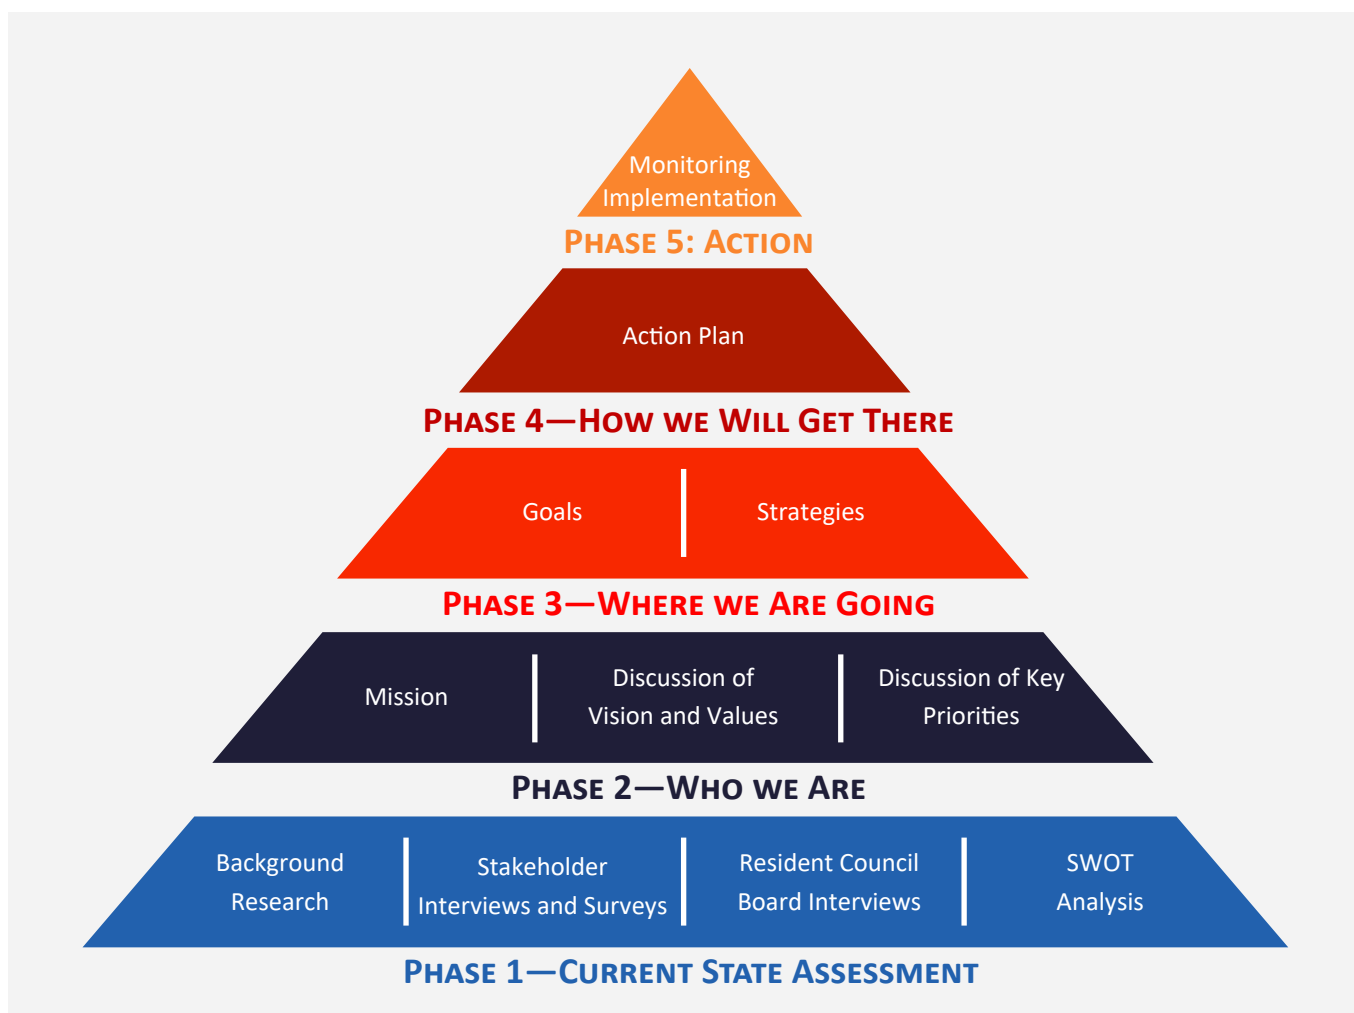 Monitoring
Implementation
PHASE 5: ACTION
Action Plan
PHASE 4—HOW WE WILL GET THERE
Goals
Strategies
PHASE 3—WHERE WE ARE GOING
Mission
Discussion of
Vision and Values
Discussion of Key
Priorities
PHASE 2—WHO WE ARE
Background
Research
Stakeholder
Interviews and Surveys
Resident Council
Board Interviews
SWOT
Analysis
PHASE 1—CURRENT STATE ASSESSMENT